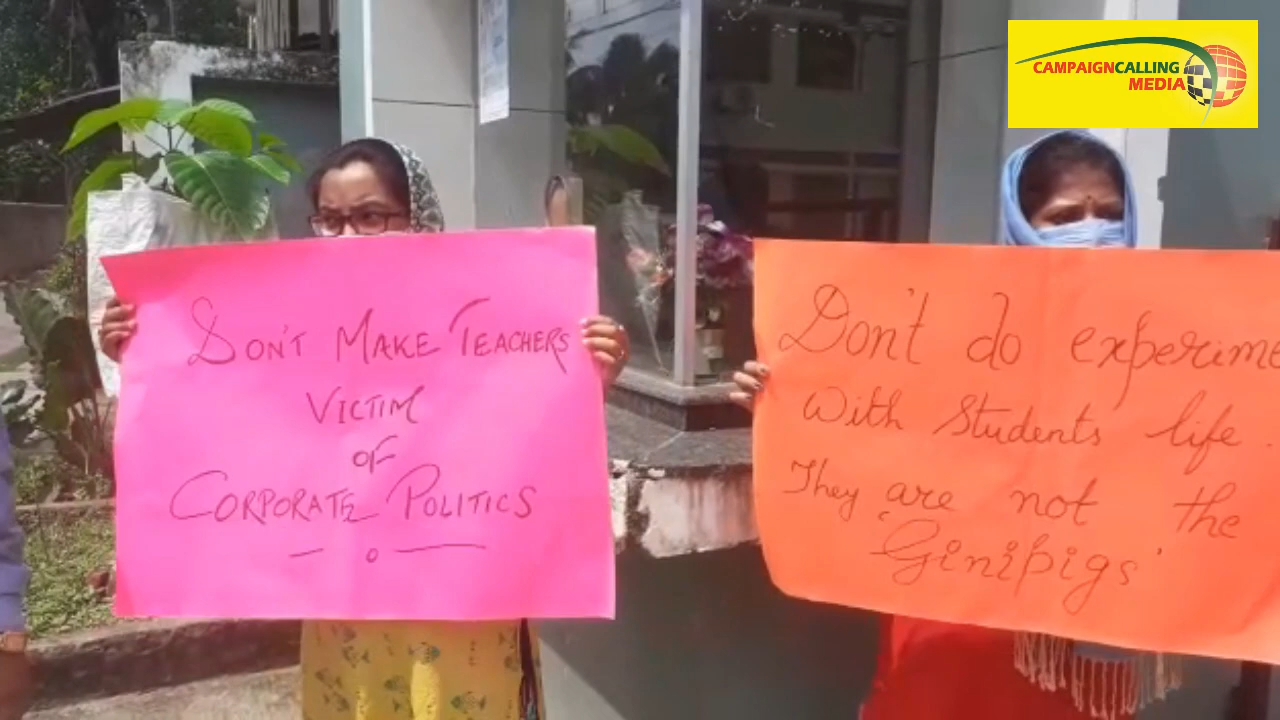 CAMPAIGNCALLING
MEDIA
DON'T MAKE TEACHERS
VICTIM
OF
CORPORATE POLITICS
Don't do experime
With Students life.
They are not the
'Ginipigs'